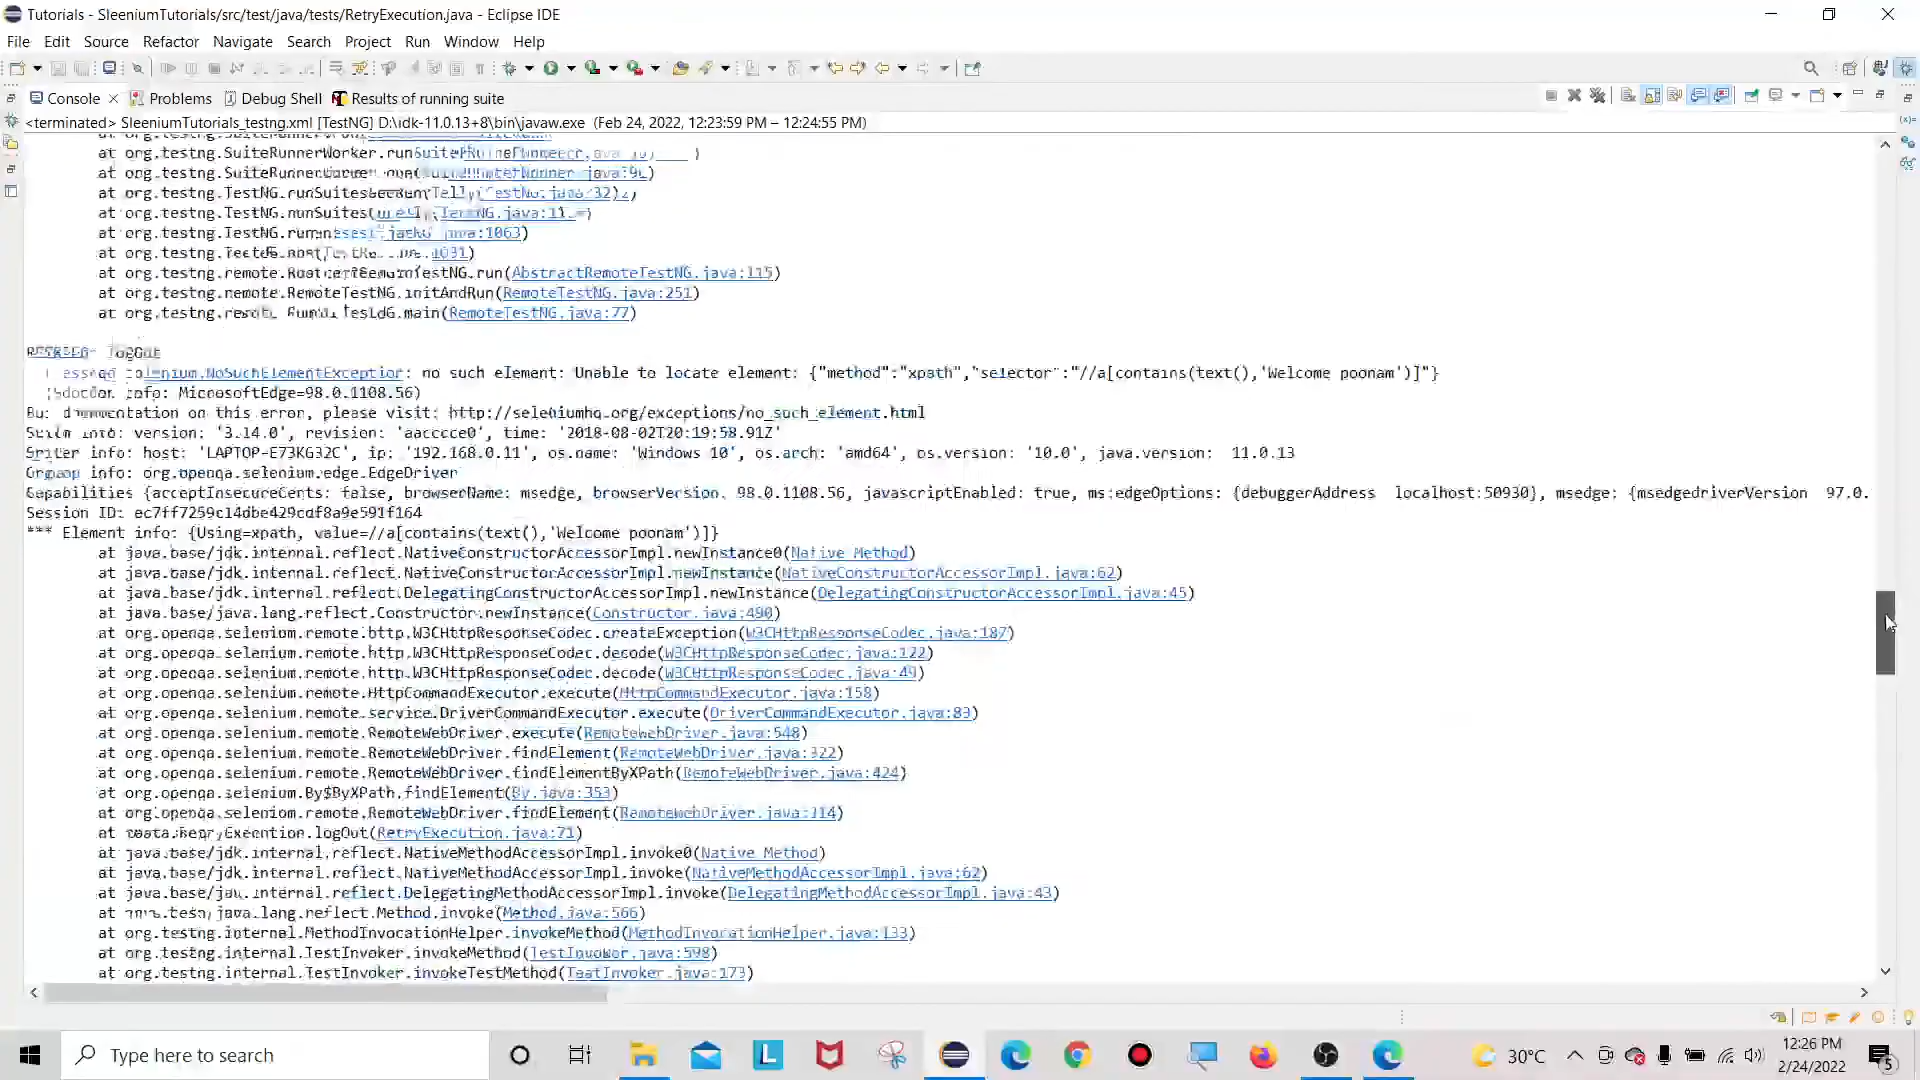 Tutorials - SleeniumTutorials/src/test/java/tests/RetryExecution.java - Eclipse IDE
File Edit Source Refactor Navigate Search Project Run Window Help
Console Problems Debug Shell Results of running suite
<terminated> SleeniumTutorials_testng.xml [TestNG] D:\jdk-11.0.13+8\bin\javaw.exe (Feb 24, 2022, 12:23:59 PM – 12:24:55 PM)
at org.testng.SuiteRunnerWorker.runSuite
at org.testng.SuiteRunnerWorker.run(
at org.testng.TestNG.
at org.testng.TestNG.runSuites(
at org.testng.TestNG.run :1063)
at org.testng. 1031)
at org.testng.remote. TestNG.run(AbstractRemoteTestNG.java:115)
at org.testng.remote.RemoteTestNG.initAndRun(RemoteTestNG.java:251)
at org.testng.remote. .main(RemoteTestNG.java:77)
.NoSuchElementException: no such element: Unable to locate element: {"method":"xpath","selector":"//a[contains(text(),'Welcome poonam')]"}
info: MicrosoftEdge=98.0.1108.56)
documentation on this error, please visit: http://seleniumhq.org/exceptions/no_such_element.html
info: version: '3.14.0', revision: 'aacccce0', time: '2018-08-02T20:19:58.91Z'
info: host: 'LAPTOP-E73KG32C', ip: '192.168.0.11', os.name: 'Windows 10', os.arch: 'amd64', os.version: '10.0', java.version: 11.0.13
info: org.openqa.selenium.edge.EdgeDriver
Capabilities {acceptInsecureCerts: false, browserName: msedge, browserVersion, 98.0.1108.56, javascriptEnabled: true, ms:edgeOptions: {debuggerAddress localhost:50930}, msedge: {msedgedriverVersion 97.0.
Session ID: ec7ff7259c14dbe429cdf8a9e591f164
*** Element info: {Using=xpath, value=//a[contains(text(),'Welcome poonam')]}
at java.base/jdk.internal.reflect.NativeConstructorAccessorImpl.newInstance0(Native Method)
at java.base/jdk.internal.reflect.NativeConstructorAccessorImpl.newInstance(NativeConstructorAccessorImpl.java:62)
at java.base/jdk.internal.reflect.DelegatingConstructorAccessorImpl.newInstance(DelegatingConstructorAccessorImpl.java:45)
at java.base/java.lang.reflect.Constructor.newInstance(Constructor.java:490)
at org.openqa.selenium.remote.http.W3CHttpResponseCodec.createException(W3CHttpResponseCodec.java:187)
at org.openqa.selenium.remote.http.W3CHttpResponseCodec.decode(W3CHttpResponseCodec.java:122)
at org.openqa.selenium.remote.http.W3CHttpResponseCodec.decode(W3CHttpResponseCodec.java:49)
at org.openqa.selenium.remote.HttpCommandExecutor.execute(HttpCommandExecutor.java:158)
at org.openqa.selenium.remote.service.DriverCommandExecutor.execute(DriverCommandExecutor.java:83)
at org.openqa.selenium.remote.RemoteWebDriver.execute(RemoteWebDriver.java:548)
at org.openqa.selenium.remote.RemoteWebDriver.findElement(RemoteWebDriver.java:322)
at org.openqa.selenium.remote.RemoteWebDriver.findElementByXPath(RemoteWebDriver.java:424)
at org.openqa.selenium.By$ByXPath.findElement(By.java:353)
at org.openqa.selenium.remote.RemoteWebDriver.findElement(RemoteWebDriver.java:314)
at .logOut(RetryExecution.java:71)
at java.base/jdk.internal.reflect.NativeMethodAccessorImpl.invoke0(Native Method)
at java.base/jdk.internal.reflect.NativeMethodAccessorImpl.invoke(NativeMethodAccessorImpl.java:62)
at java.base/jdk.internal.reflect.DelegatingMethodAccessorImpl.invoke(DelegatingMethodAccessorImpl.java:43)
at java.lang.reflect.Method.invoke(Method.java:566)
at org.testng.internal.MethodInvocationHelper.invokeMethod(MethodInvocationHelper.java:133)
at org.testng.internal.TestInvoker.invokeMethod(TestInvoker.java:598)
at org.testng.internal.TestInvoker.invokeTestMethod(TestInvoker.java:173)
Type here to search
30°C
12:26 PM
2/24/2022
5